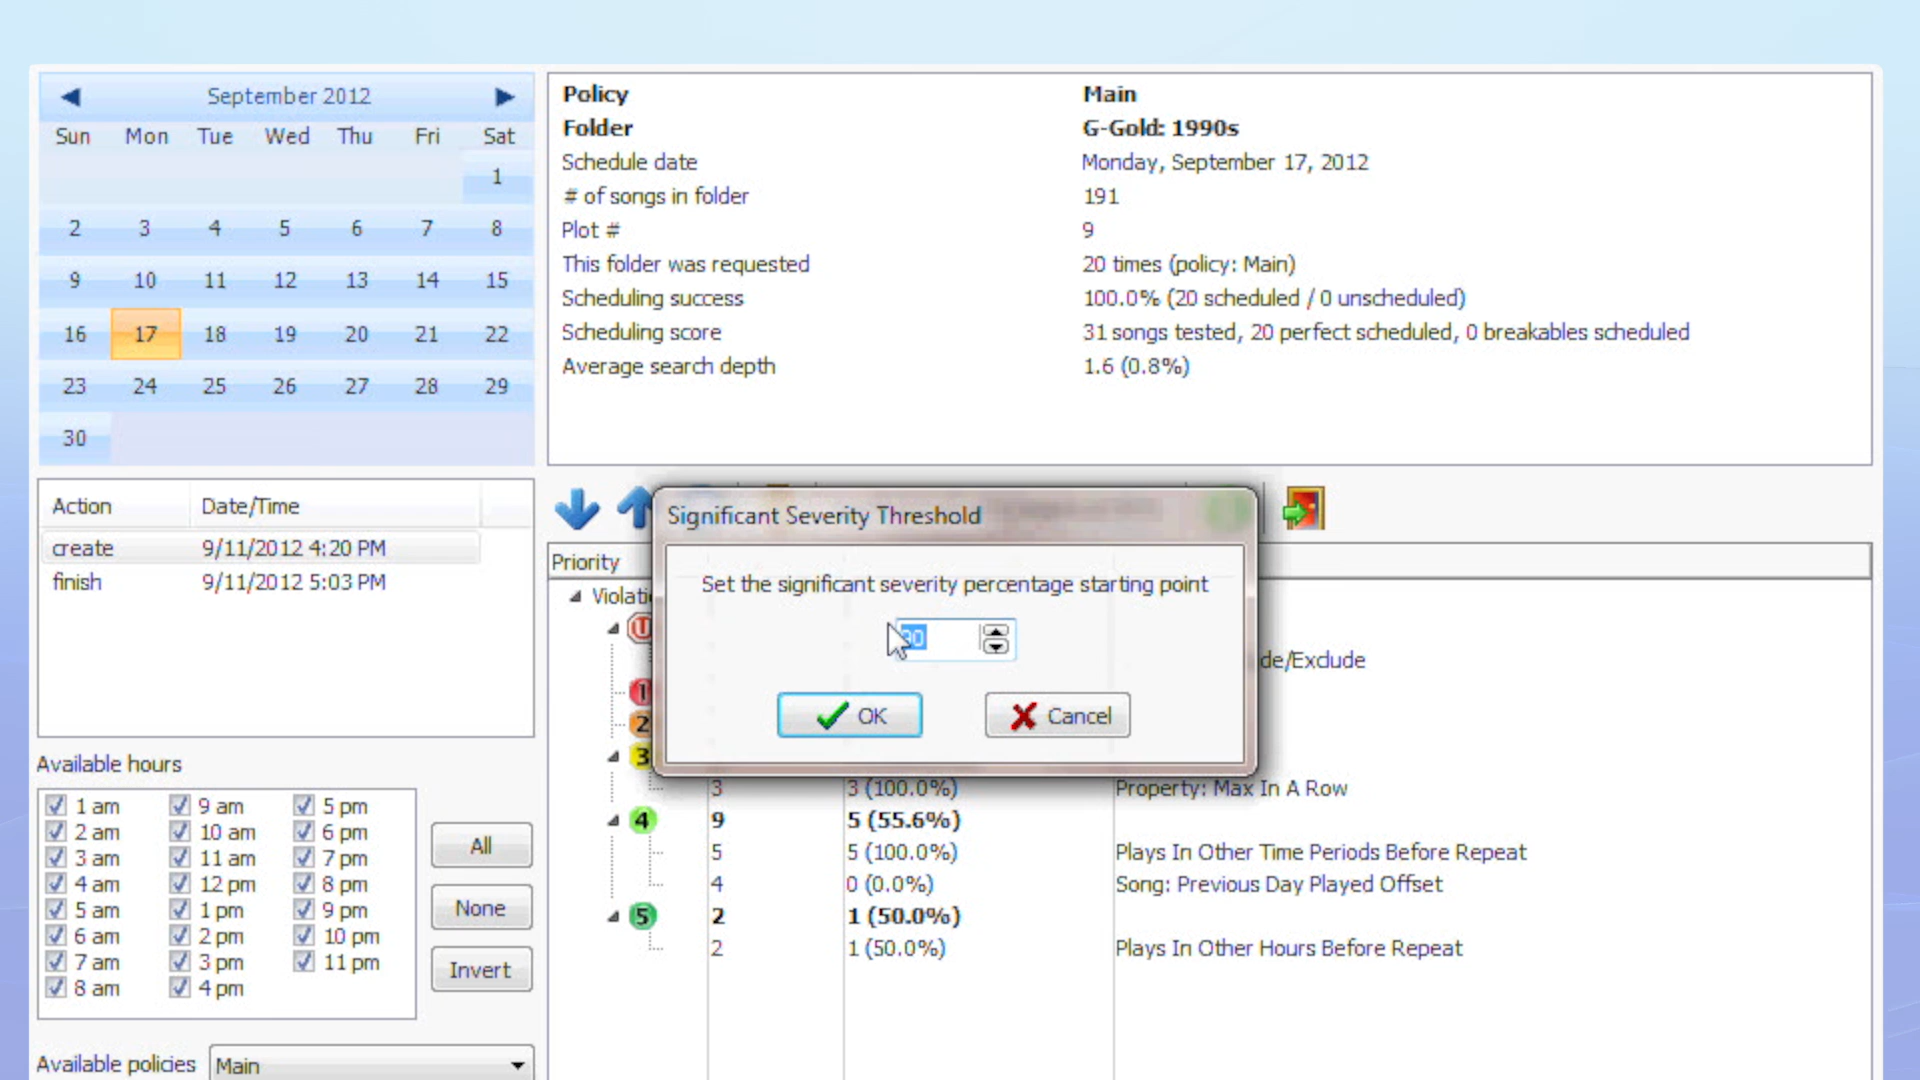 September 2012
Sun Mon Tue Wed Thu Fri Sat
1
2 3 4 5 6 7 8
9 10 11 12 13 14 15
16 17 18 19 20 21 22
23 24 25 26 27 28 29
30
Policy Main
Folder G-Gold: 1990s
Schedule date Monday, September 17, 2012
# of songs in folder 191
Plot # 9
This folder was requested 20 times (policy: Main)
Scheduling success 100.0% (20 scheduled / 0 unscheduled)
Scheduling score 31 songs tested, 20 perfect scheduled, 0 breakables scheduled
Average search depth 1.6 (0.8%)
Action Date/Time
create 9/11/2012 4:20 PM
finish 9/11/2012 5:03 PM
Available hours
1 am 9 am 5 pm
2 am 10 am 6 pm
3 am 11 am 7 pm
4 am 12 pm 8 pm
5 am 1 pm 9 pm
6 am 2 pm 10 pm
7 am 3 pm 11 pm
8 am 4 pm
All
None
Invert
Available policies Main
Significant Severity Threshold
Set the significant severity percentage starting point
OK Cancel
Priority
U
1
2
3
3 3 (100.0%) Property: Max In A Row
4 9 5 (55.6%)
5 5 (100.0%) Plays In Other Time Periods Before Repeat
4 0 (0.0%) Song: Previous Day Played Offset
5 2 1 (50.0%)
2 1 (50.0%) Plays In Other Hours Before Repeat